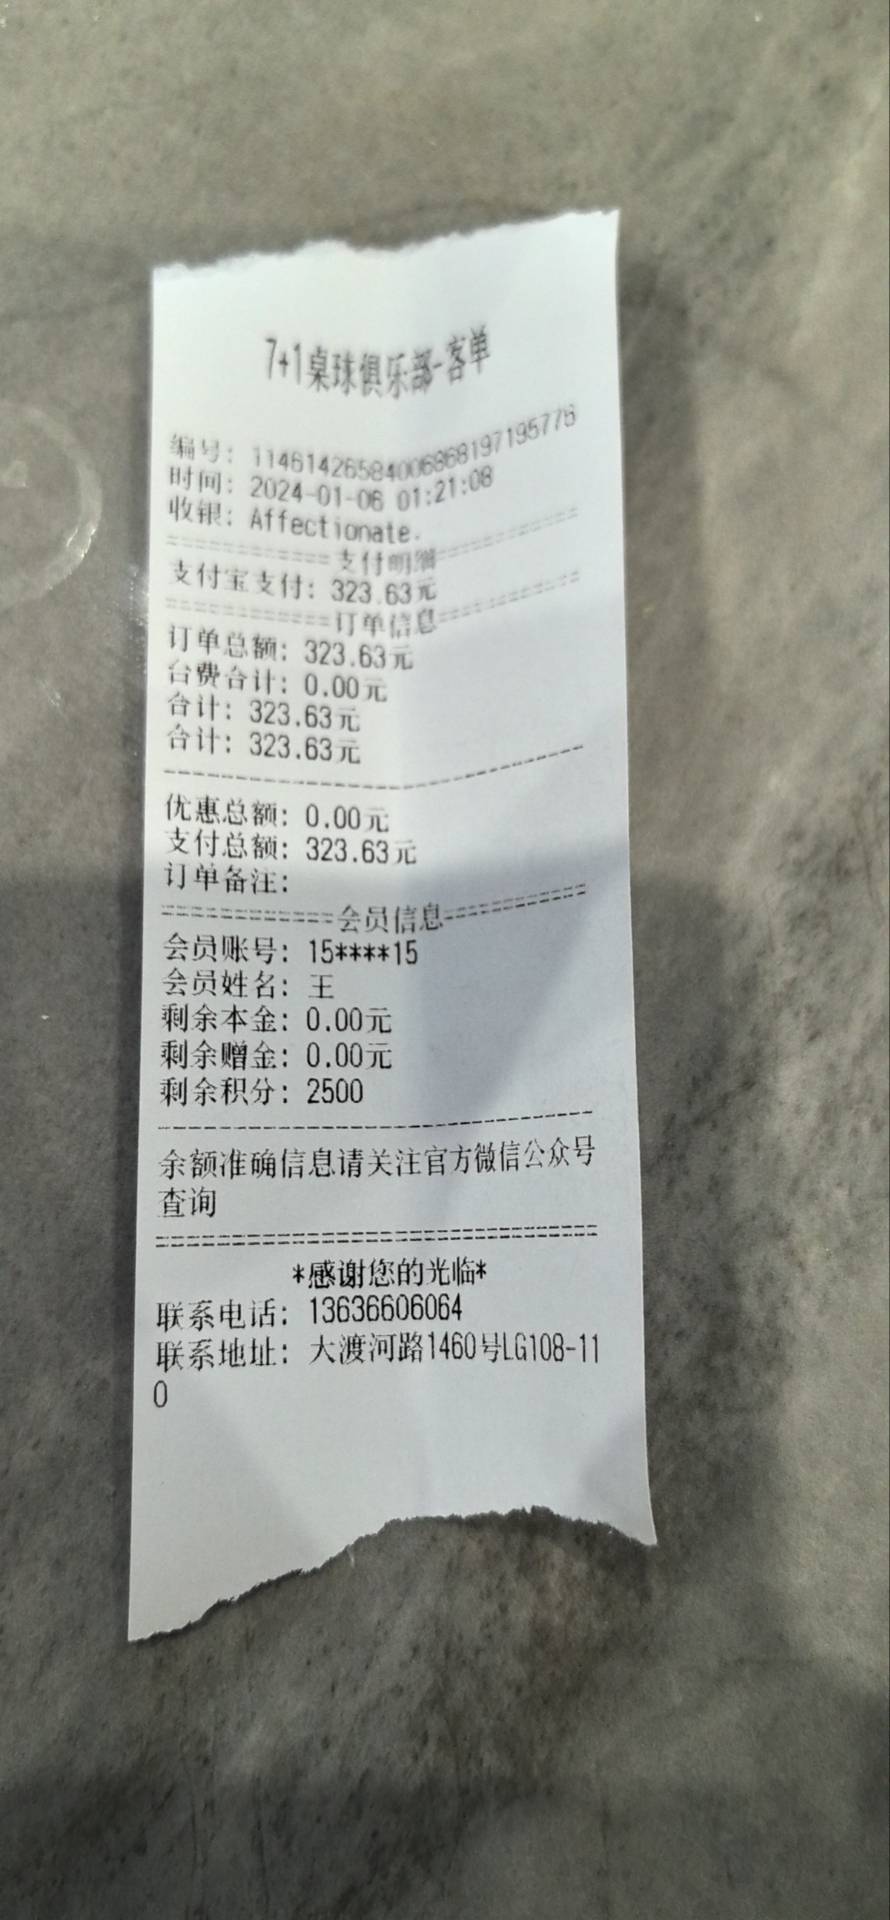 7+1桌球俱乐部-客单
编号: 1146142658400686819719577​6
时间: 2024-01-06 01:21:08
收银: Affectionate.
===========支付明细===========
支付宝支付: 323.63元
===========订单信息===========
订单总额: 323.63元
台费合计: 0.00元
合计: 323.63元
合计: 323.63元
--------------------------------
优惠总额: 0.00元
支付总额: 323.63元
订单备注:
===========会员信息===========
会员账号: 15****15
会员姓名: 王
剩余本金: 0.00元
剩余赠金: 0.00元
剩余积分: 2500
--------------------------------
余额准确信息请关注官方微信公众号
查询
================================
*感谢您的光临*
联系电话: 13636606064
联系地址: 大渡河路1460号LG108-11
0